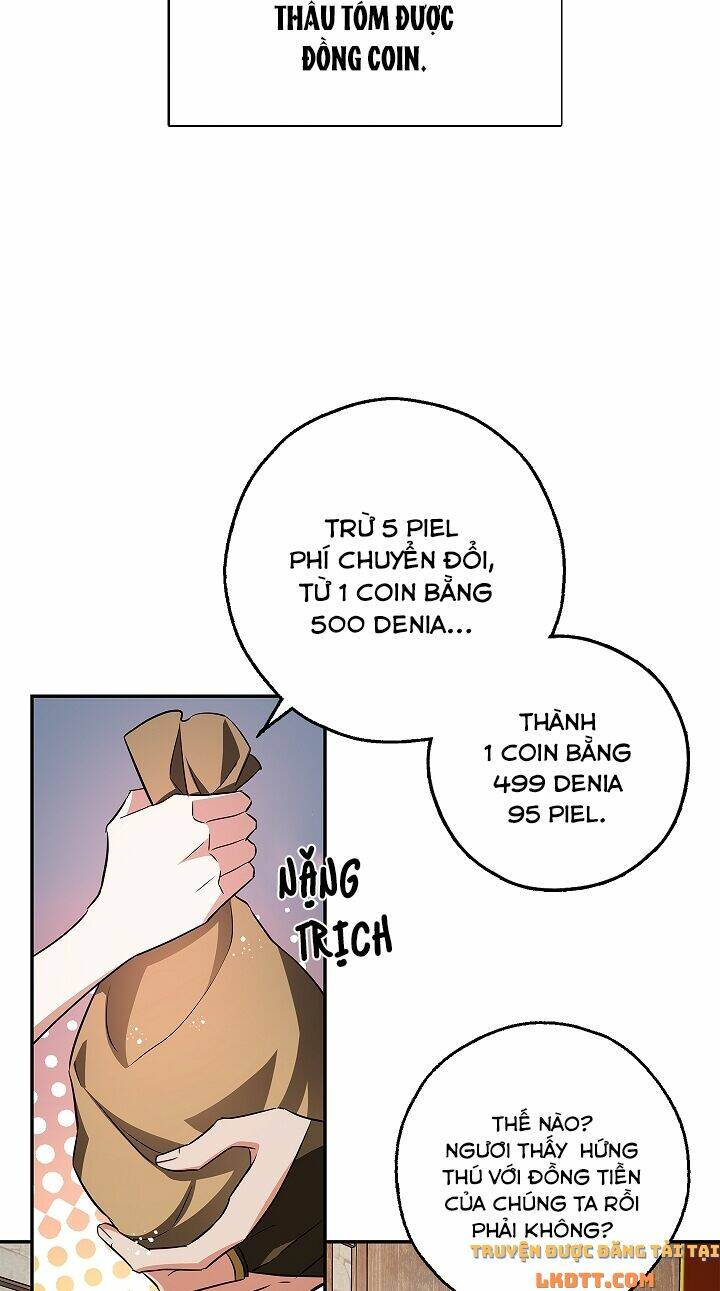 THÂU TÓM ĐƯỢC
ĐỒNG COIN.
TRỪ 5 PIEL
PHÍ CHUYỂN ĐỔI,
TỪ 1 COIN BẰNG
500 DENIA...
THÀNH
1 COIN BẰNG
499 DENIA
95 PIEL.
NẶNG
TRỊCH
THẾ NÀO?
NGƯƠI THẤY HỨNG
THÚ VỚI ĐỒNG TIỀN
CỦA CHÚNG TA RỒI
PHẢI KHÔNG?
TRUYỆN ĐƯỢC ĐĂNG TẢI TẠI
LKDTT.COM